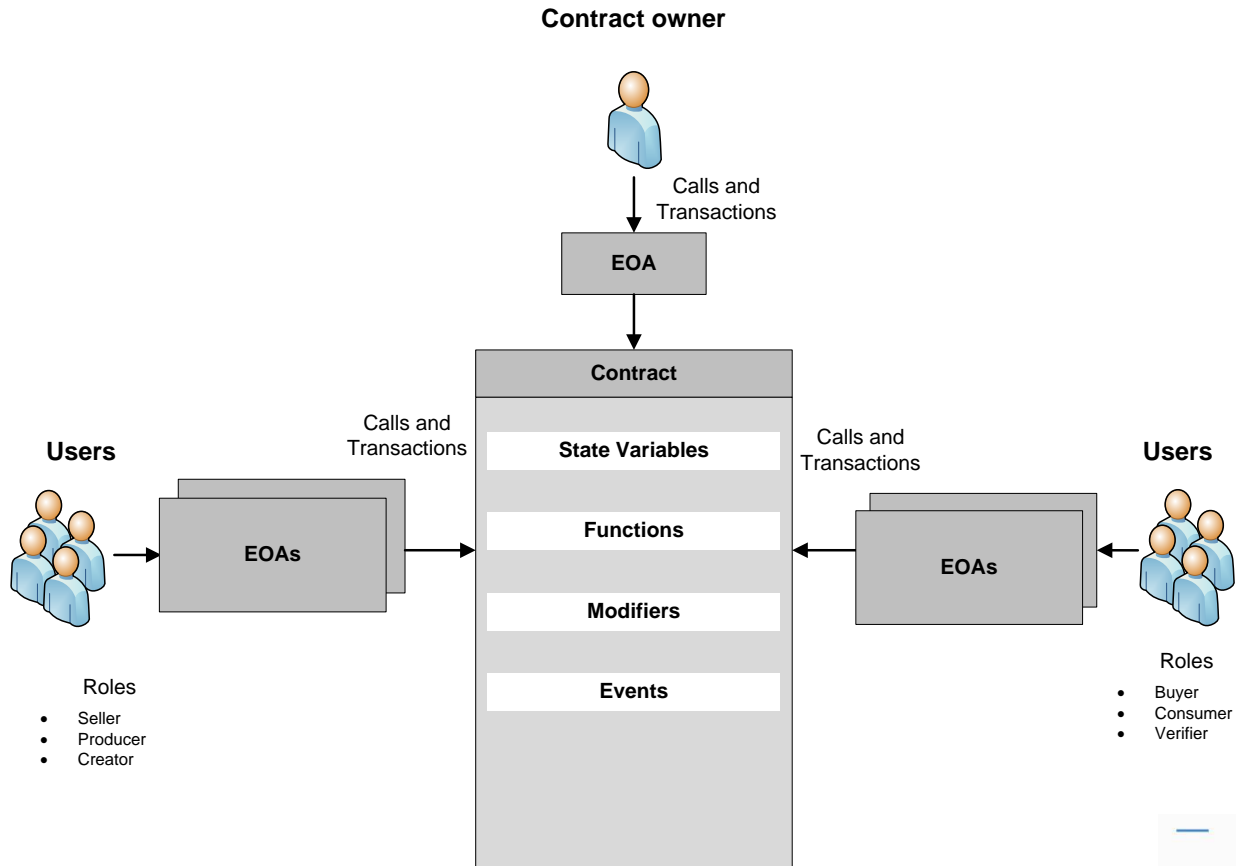 Contract owner
Calls and
Transactions
EOA
Contract
Calls and
Transactions
State Variables
Calls and
Transactions
Users
Users
Functions
EOAs
EOAs
Modifiers
Events
Roles
• Seller
• Producer
• Creator
Roles
• Buyer
• Consumer
• Verifier